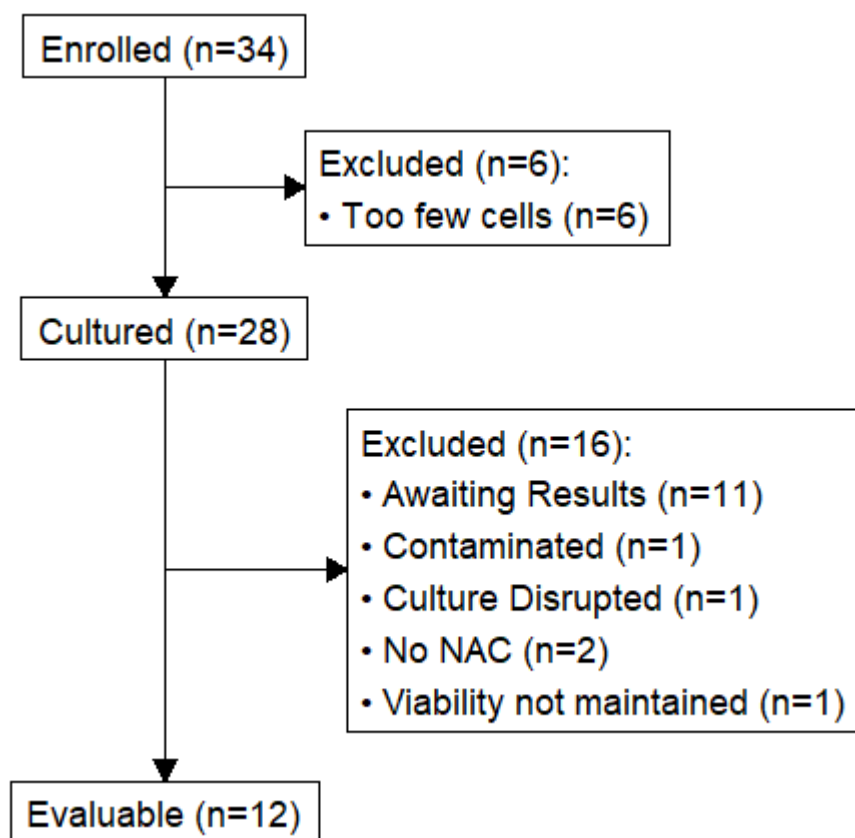 Enrolled (n=34)
Excluded (n=6):
• Too few cells (n=6)
Cultured (n=28)
Excluded (n=16):
• Awaiting Results (n=11)
• Contaminated (n=1)
• Culture Disrupted (n=1)
• No NAC (n=2)
• Viability not maintained (n=1)
Evaluable (n=12)